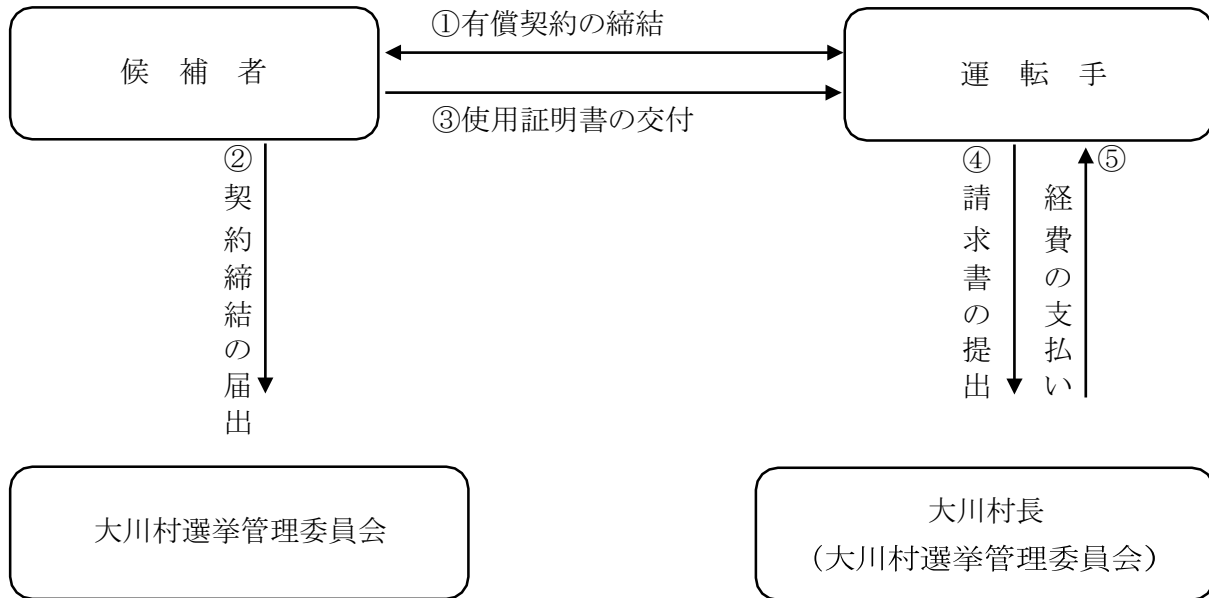 ①有償契約の締結
候　補　者
運　転　手
③使用証明書の交付
②契約締結の届出
④請求書の提出
⑤経費の支払い
大川村選挙管理委員会
大川村長
（大川村選挙管理委員会）